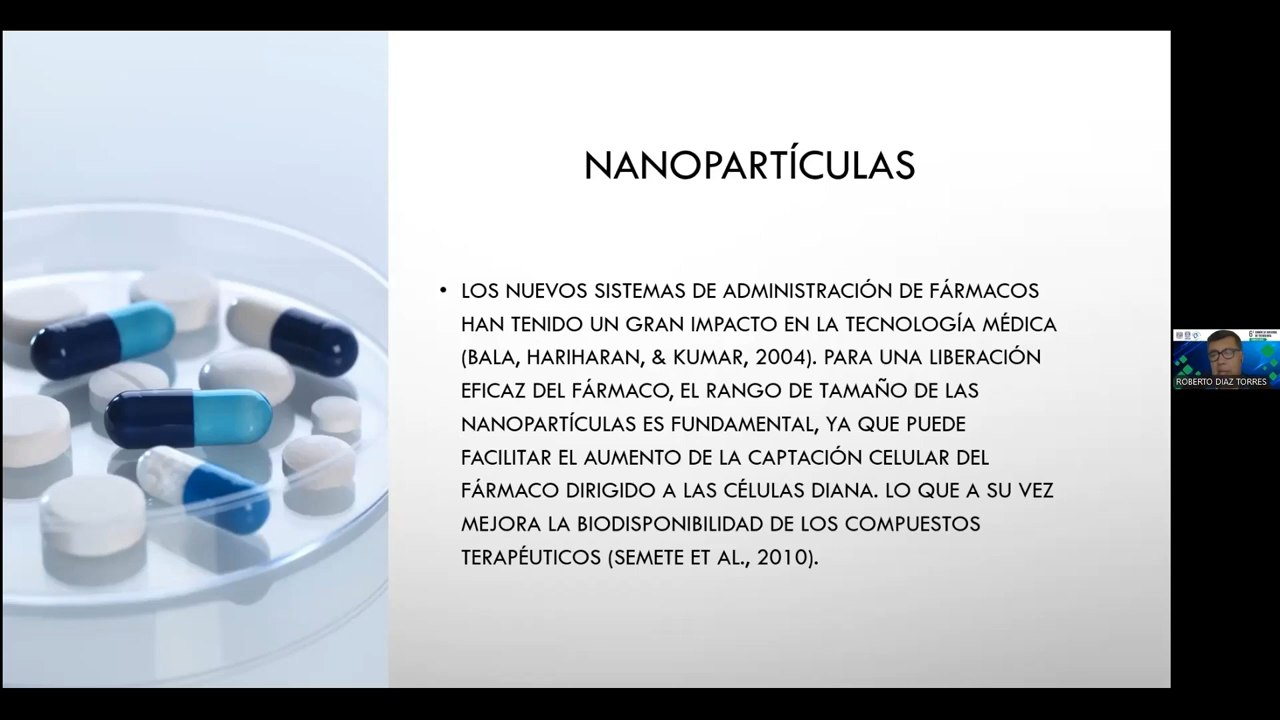 NANOPARTÍCULAS
• LOS NUEVOS SISTEMAS DE ADMINISTRACIÓN DE FÁRMACOS
HAN TENIDO UN GRAN IMPACTO EN LA TECNOLOGÍA MÉDICA
(BALA, HARIHARAN, & KUMAR, 2004). PARA UNA LIBERACIÓN
EFICAZ DEL FÁRMACO, EL RANGO DE TAMAÑO DE LAS
NANOPARTÍCULAS ES FUNDAMENTAL, YA QUE PUEDE
FACILITAR EL AUMENTO DE LA CAPTACIÓN CELULAR DEL
FÁRMACO DIRIGIDO A LAS CÉLULAS DIANA. LO QUE A SU VEZ
MEJORA LA BIODISPONIBILIDAD DE LOS COMPUESTOS
TERAPÉUTICOS (SEMETE ET AL., 2010).
ROBERTO DIAZ TORRES